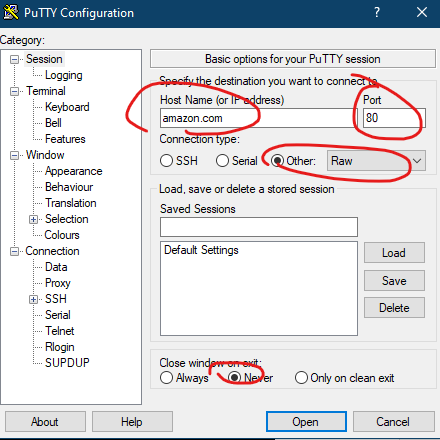 PuTTY Configuration ? ×
Category:
Session
Logging
Terminal
Keyboard
Bell
Features
Window
Appearance
Behaviour
Translation
Selection
Colours
Connection
Data
Proxy
SSH
Serial
Telnet
Rlogin
SUPDUP
Basic options for your PuTTY session
Specify the destination you want to connect to
Host Name (or IP address) Port
amazon.com 80
Connection type:
SSH Serial Other: Raw
Load, save or delete a stored session
Saved Sessions
Default Settings
Load
Save
Delete
Close window on exit:
Always Never Only on clean exit
About Help Open Cancel